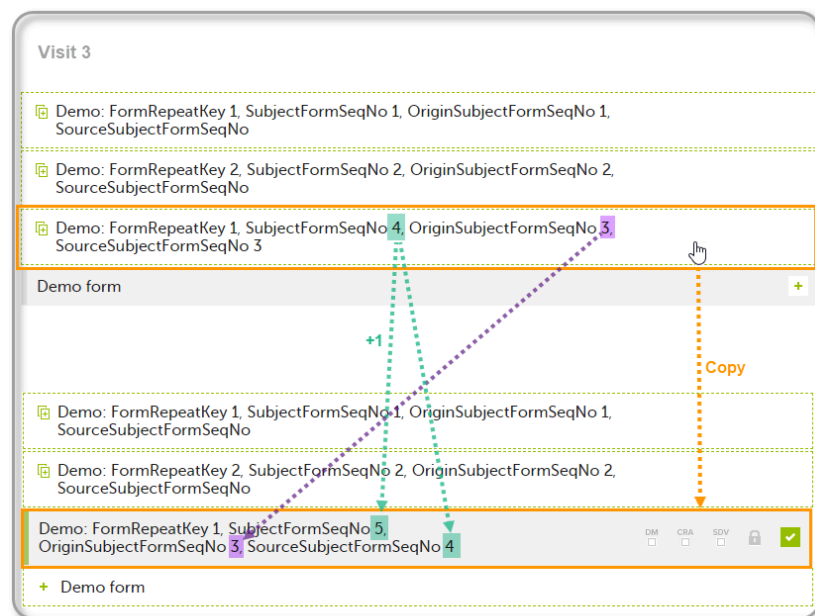 Visit 3
Demo: FormRepeatKey 1, SubjectFormSeqNo 1, OriginSubjectFormSeqNo 1,
SourceSubjectFormSeqNo
Demo: FormRepeatKey 2, SubjectFormSeqNo 2, OriginSubjectFormSeqNo 2,
SourceSubjectFormSeqNo
Demo: FormRepeatKey 1, SubjectFormSeqNo 4, OriginSubjectFormSeqNo 3,
SourceSubjectFormSeqNo 3
Demo form +
+1
Copy
Demo: FormRepeatKey 1, SubjectFormSeqNo 1, OriginSubjectFormSeqNo 1,
SourceSubjectFormSeqNo
Demo: FormRepeatKey 2, SubjectFormSeqNo 2, OriginSubjectFormSeqNo 2,
SourceSubjectFormSeqNo
Demo: FormRepeatKey 1, SubjectFormSeqNo 5,
OriginSubjectFormSeqNo 3, SourceSubjectFormSeqNo 4
DM CRA SDV
+ Demo form